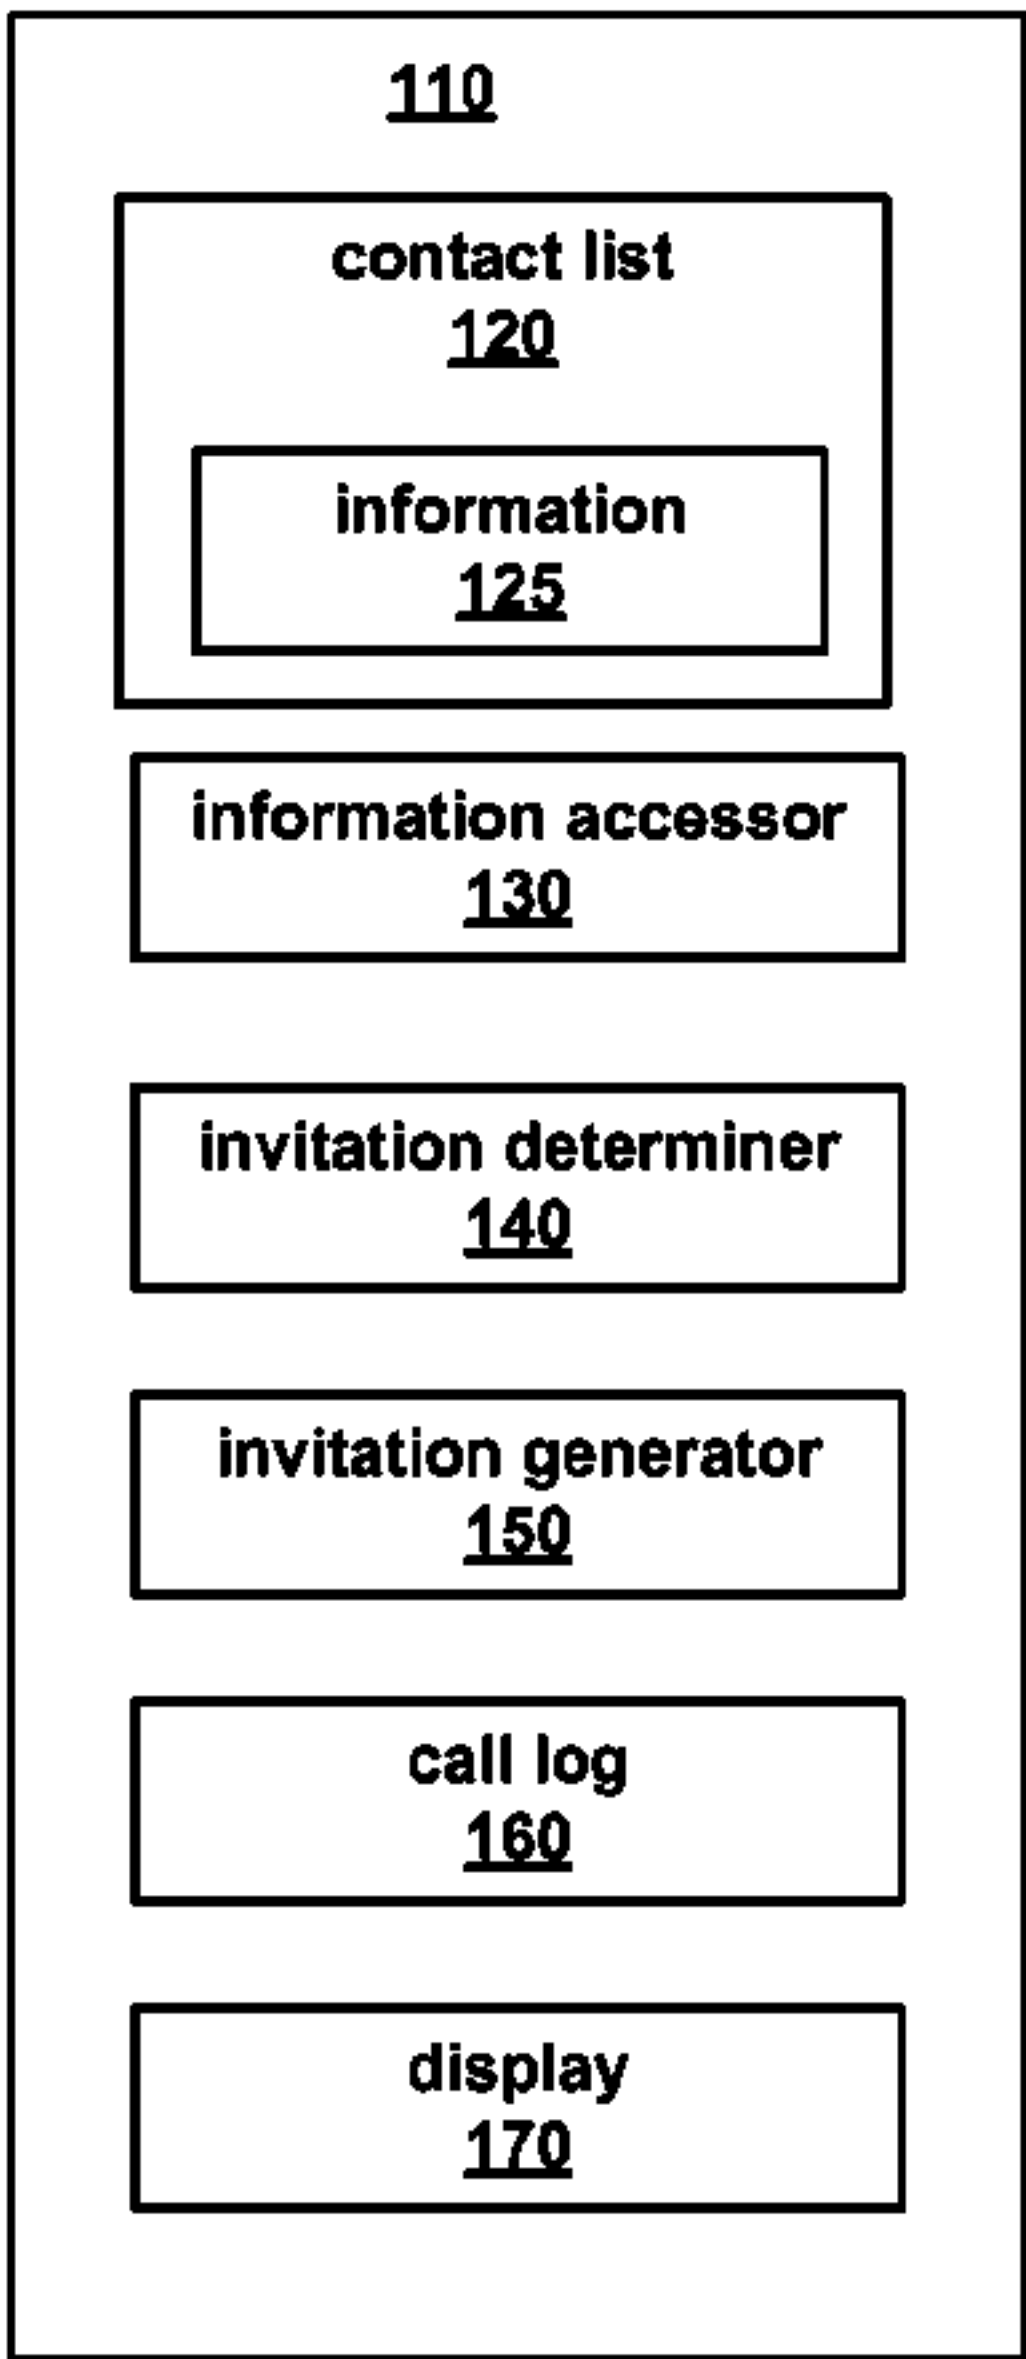 110
contact list
120
information
125
information accessor
130
invitation determiner
140
invitation generator
150
call log
160
display
170